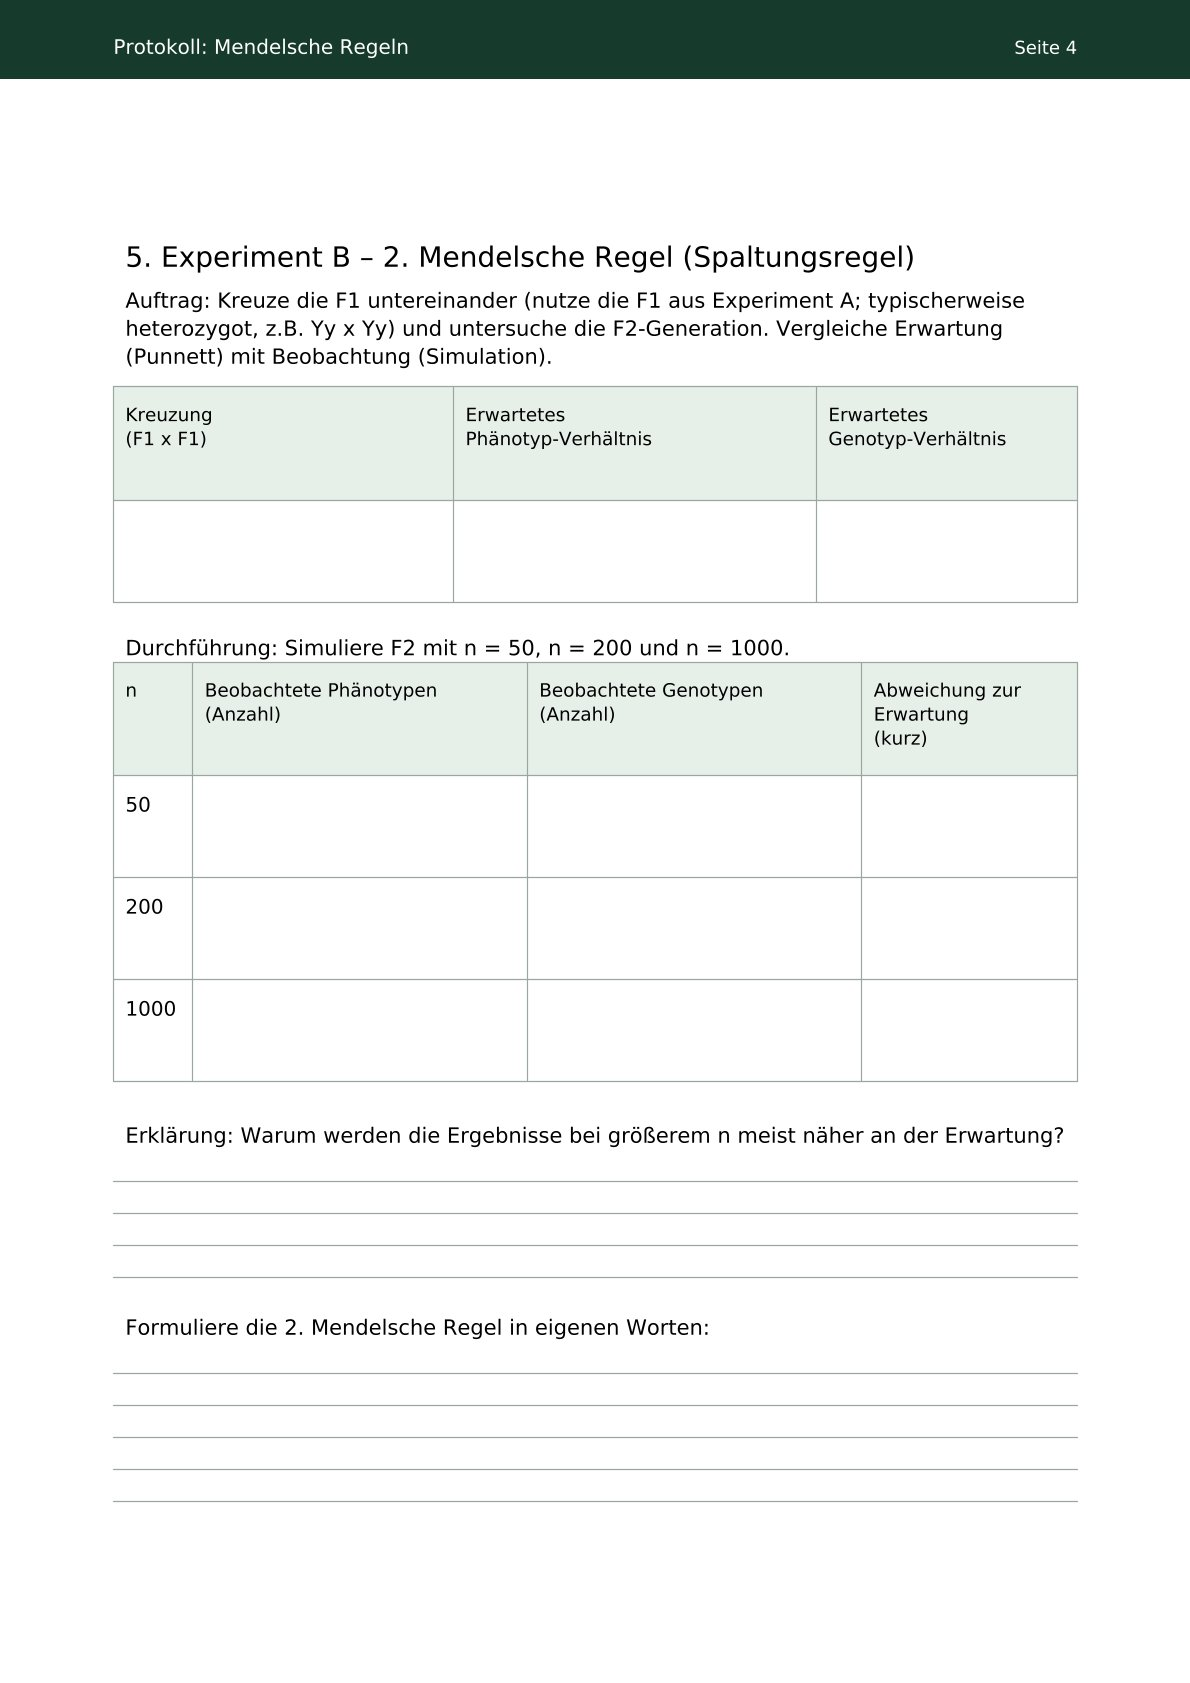 Protokoll: Mendelsche Regeln
Seite 4
5. Experiment B – 2. Mendelsche Regel (Spaltungsregel)
Auftrag: Kreuze die F1 untereinander (nutze die F1 aus Experiment A; typischerweise
heterozygot, z.B. Yy x Yy) und untersuche die F2-Generation. Vergleiche Erwartung
(Punnett) mit Beobachtung (Simulation).
Kreuzung
(F1 x F1)
Erwartetes
Phänotyp-Verhältnis
Erwartetes
Genotyp-Verhältnis
Durchführung: Simuliere F2 mit n = 50, n = 200 und n = 1000.
n
Beobachtete Phänotypen
(Anzahl)
Beobachtete Genotypen
(Anzahl)
Abweichung zur
Erwartung
(kurz)
50
200
1000
Erklärung: Warum werden die Ergebnisse bei größerem n meist näher an der Erwartung?
Formuliere die 2. Mendelsche Regel in eigenen Worten: